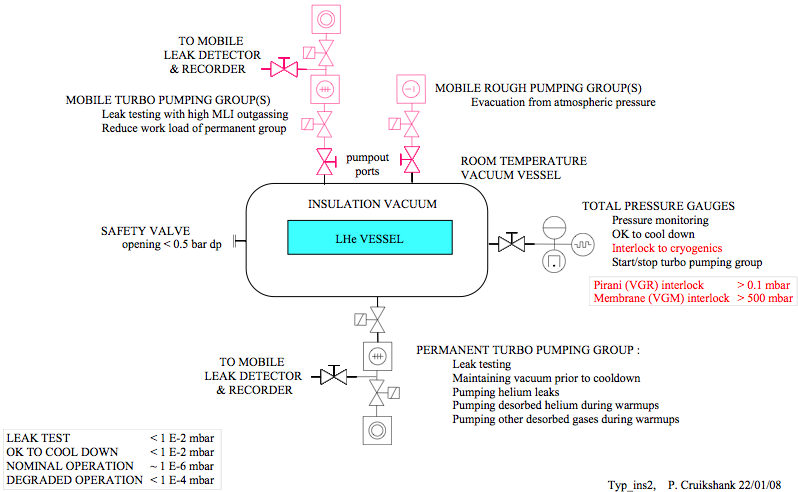 TO MOBILE
LEAK DETECTOR
& RECORDER
MOBILE TURBO PUMPING GROUP(S)
Leak testing with high MLI outgassing
Reduce work load of permanent group
MOBILE ROUGH PUMPING GROUP(S)
Evacuation from atmospheric pressure
pumpout
ports
ROOM TEMPERATURE
VACUUM VESSEL
INSULATION VACUUM
LHe VESSEL
SAFETY VALVE
opening < 0.5 bar dp
TOTAL PRESSURE GAUGES
Pressure monitoring
OK to cool down
Interlock to cryogenics
Start/stop turbo pumping group
Pirani (VGR) interlock > 0.1 mbar
Membrane (VGM) interlock > 500 mbar
TO MOBILE
LEAK DETECTOR
& RECORDER
PERMANENT TURBO PUMPING GROUP :
Leak testing
Maintaining vacuum prior to cooldown
Pumping helium leaks
Pumping desorbed helium during warmups
Pumping other desorbed gases during warmups
LEAK TEST < 1 E-2 mbar
OK TO COOL DOWN < 1 E-2 mbar
NOMINAL OPERATION ~ 1 E-6 mbar
DEGRADED OPERATION < 1 E-4 mbar
Typ_ins2, P. Cruikshank 22/01/08